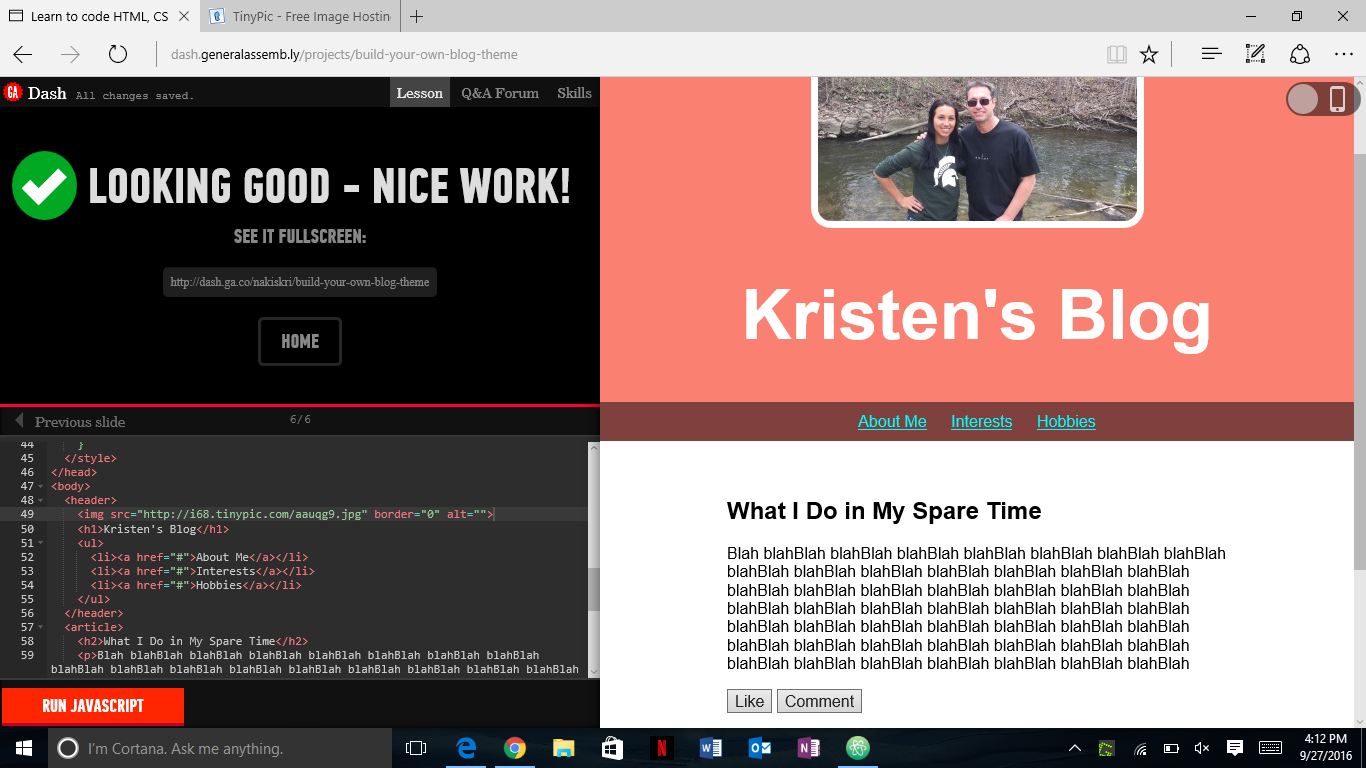 Learn to code HTML, CS
TinyPic - Free Image Hostin
dash.generalassemb.ly/projects/build-your-own-blog-theme
GA Dash All changes saved. Lesson Q&A Forum Skills
LOOKING GOOD - NICE WORK!
SEE IT FULLSCREEN:
http://dash.ga.co/nakiskri/build-your-own-blog-theme
HOME
Previous slide 6/6
44 }
45 </style>
46 </head>
47 <body>
48 <header>
49 <img src="http://i68.tinypic.com/aauqg9.jpg" border="0" alt="">
50 <h1>Kristen's Blog</h1>
51 <ul>
52 <li><a href="#">About Me</a></li>
53 <li><a href="#">Interests</a></li>
54 <li><a href="#">Hobbies</a></li>
55 </ul>
56 </header>
57 <article>
58 <h2>What I Do in My Spare Time</h2>
59 <p>Blah blahBlah blahBlah blahBlah blahBlah blahBlah blahBlah blahBlah
blahBlah blahBlah blahBlah blahBlah blahBlah blahBlah blahBlah blahBlah blahBlah
RUN JAVASCRIPT
Kristen's Blog
About Me Interests Hobbies
What I Do in My Spare Time
Blah blahBlah blahBlah blahBlah blahBlah blahBlah blahBlah blahBlah
blahBlah blahBlah blahBlah blahBlah blahBlah blahBlah blahBlah
blahBlah blahBlah blahBlah blahBlah blahBlah blahBlah blahBlah
blahBlah blahBlah blahBlah blahBlah blahBlah blahBlah blahBlah
blahBlah blahBlah blahBlah blahBlah blahBlah blahBlah blahBlah
blahBlah blahBlah blahBlah blahBlah blahBlah blahBlah blahBlah
blahBlah blahBlah blahBlah blahBlah blahBlah blahBlah blahBlah
Like Comment
I'm Cortana. Ask me anything.
4:12 PM
9/27/2016